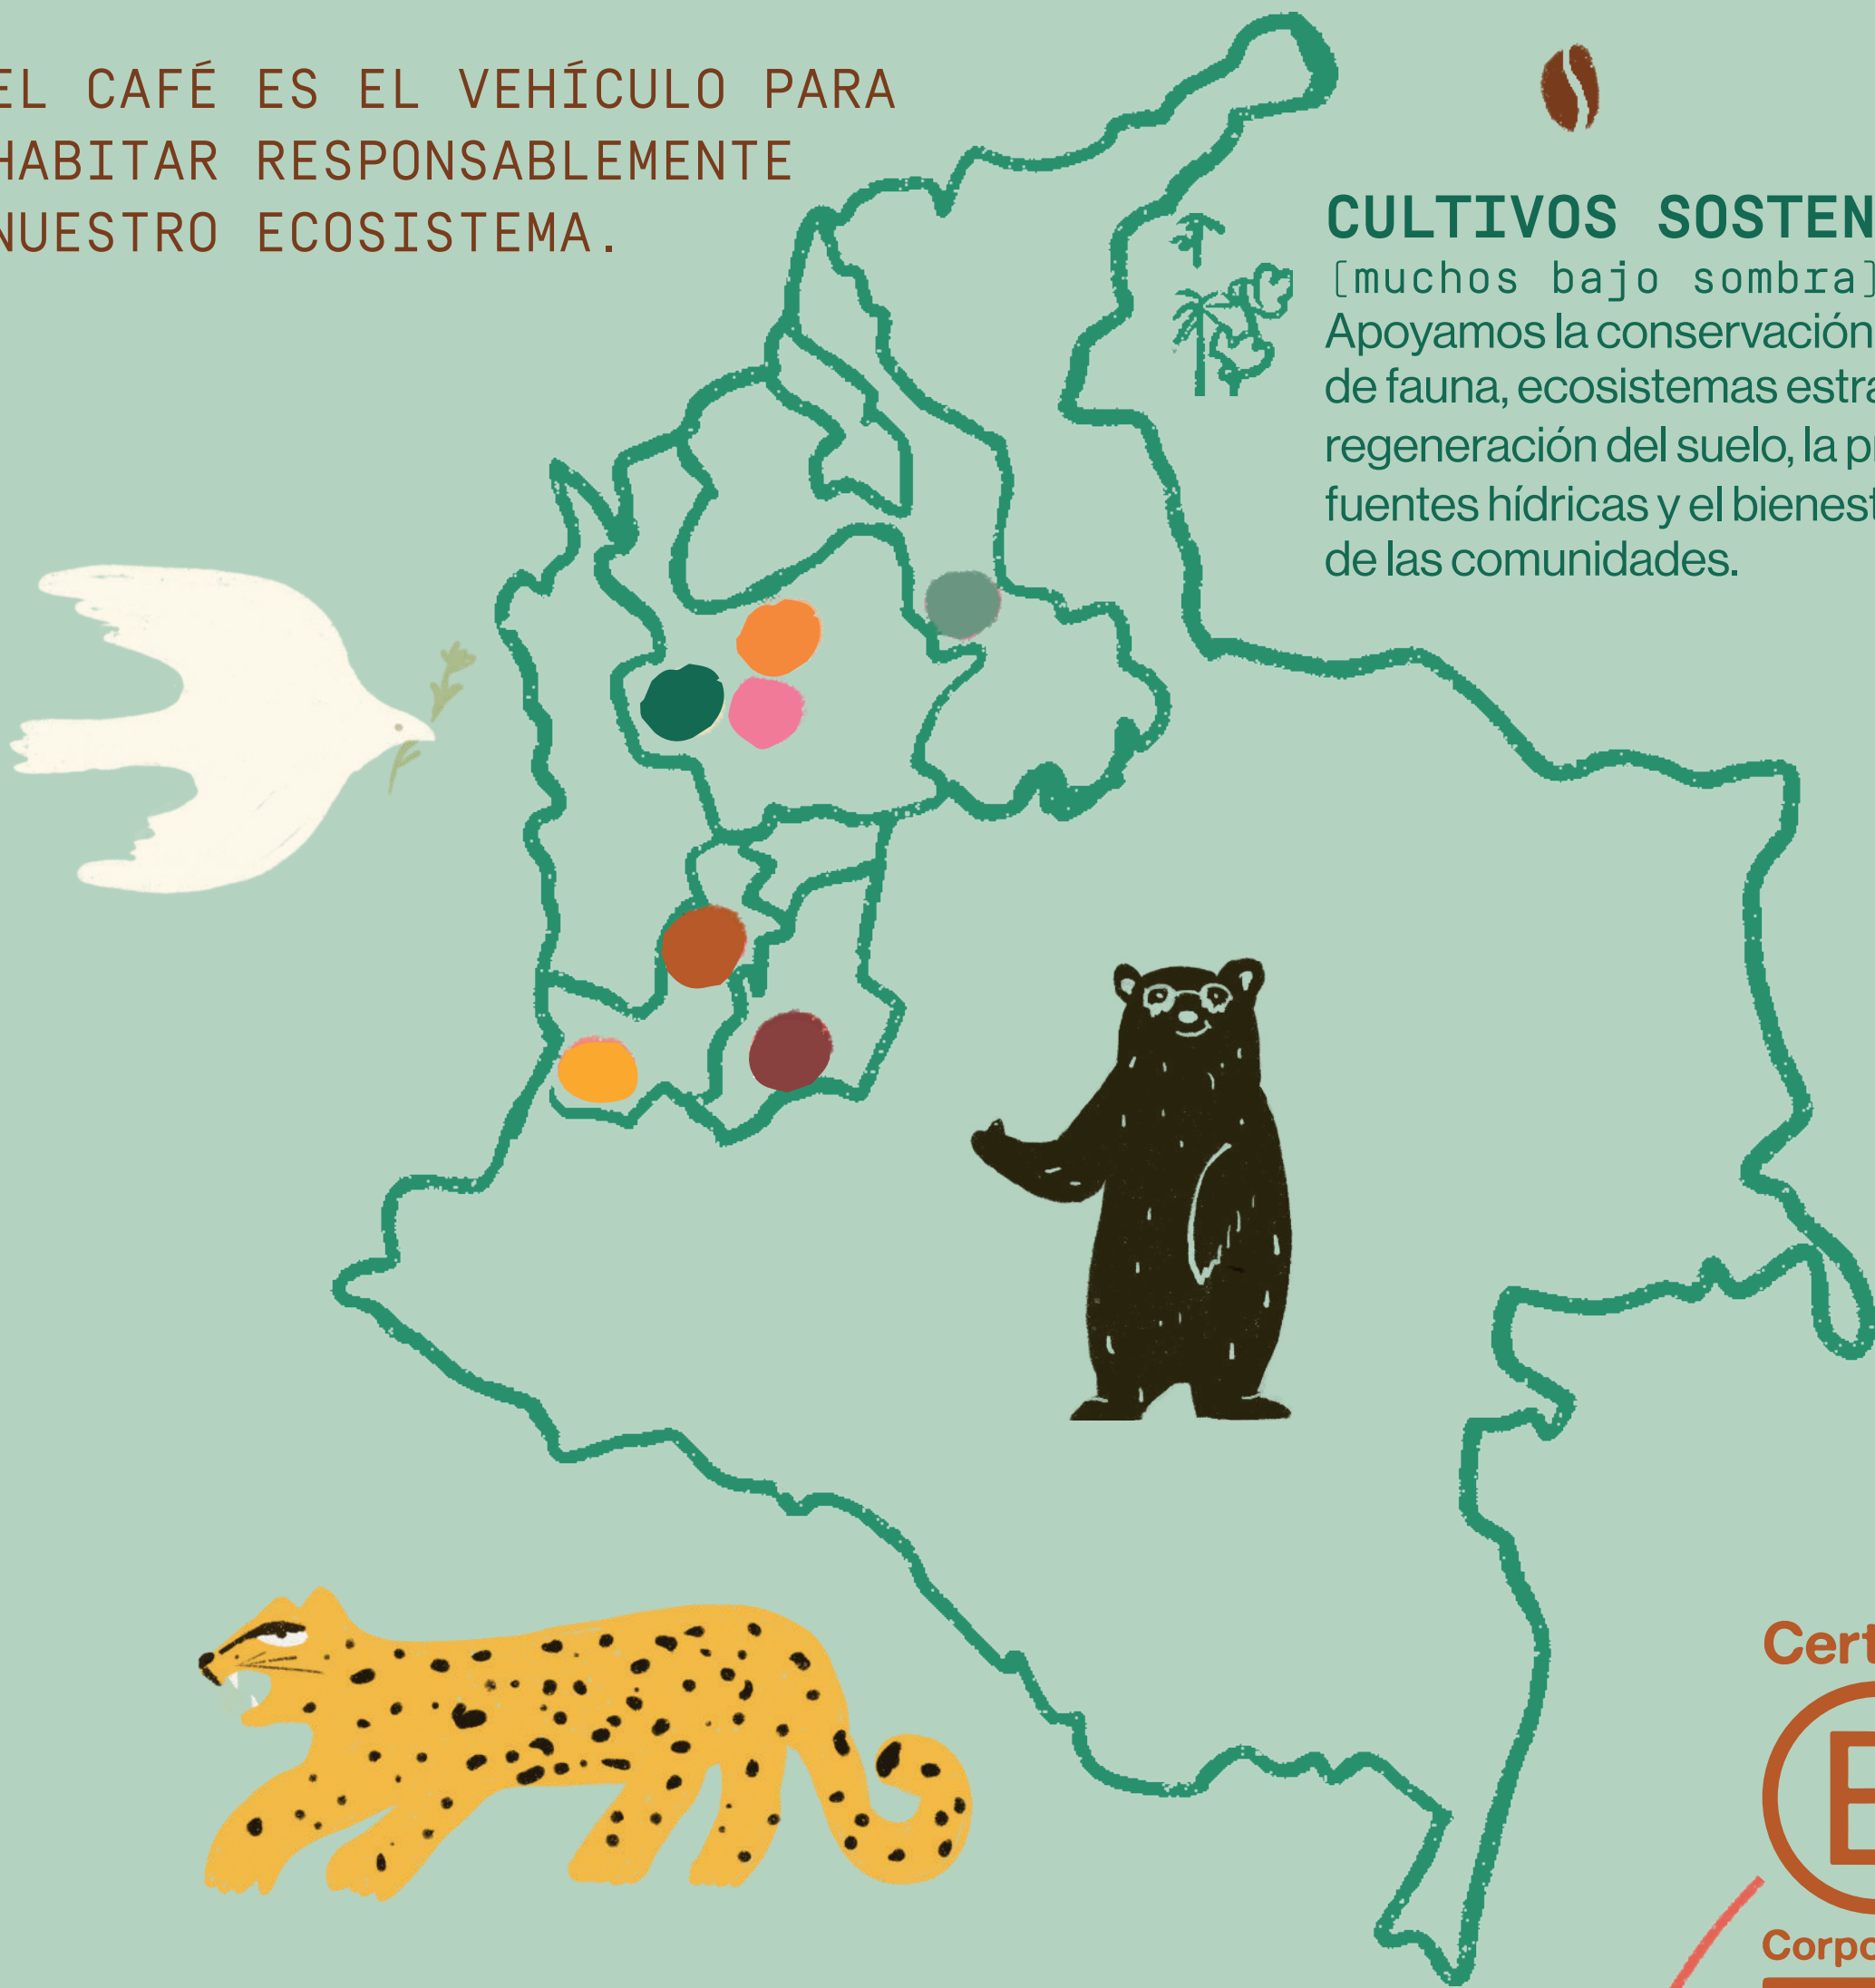 EL CAFÉ ES EL VEHÍCULO PARA
HABITAR RESPONSABLEMENTE
NUESTRO ECOSISTEMA.
CULTIVOS SOSTEN
[muchos bajo sombra]
Apoyamos la conservación
de fauna, ecosistemas estra
regeneración del suelo, la p
fuentes hídricas y el bienest
de las comunidades.
Cert
B
Corpo